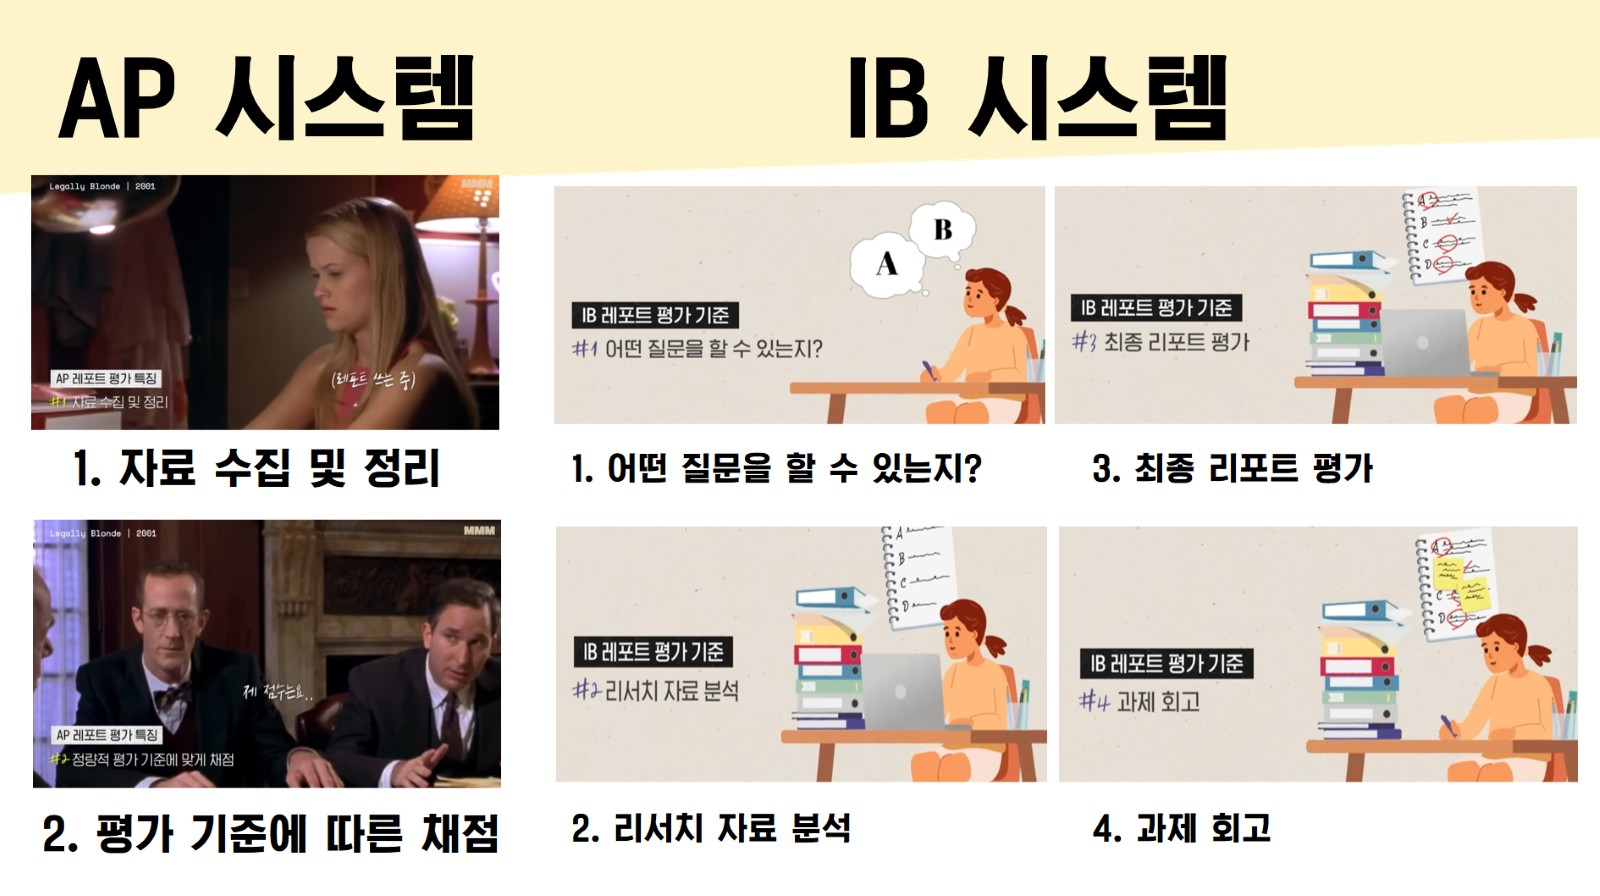 AP 시스템
IB 시스템
Legally Blonde | 2001
MMM
(레포트 쓰는 중)
AP 레포트 평가 특징
#1 자료 수집 및 정리
1. 자료 수집 및 정리
Legally Blonde | 2001
MMM
제 점수는요..
AP 레포트 평가 특징
#2 정량적 평가 기준에 맞게 채점
2. 평가 기준에 따른 채점
A
B
IB 레포트 평가 기준
#1 어떤 질문을 할 수 있는지?
1. 어떤 질문을 할 수 있는지?
A
B
C
D
IB 레포트 평가 기준
#3 최종 리포트 평가
3. 최종 리포트 평가
A
B
C
D
IB 레포트 평가 기준
#2 리서치 자료 분석
2. 리서치 자료 분석
A
C
D
IB 레포트 평가 기준
#4 과제 회고
4. 과제 회고